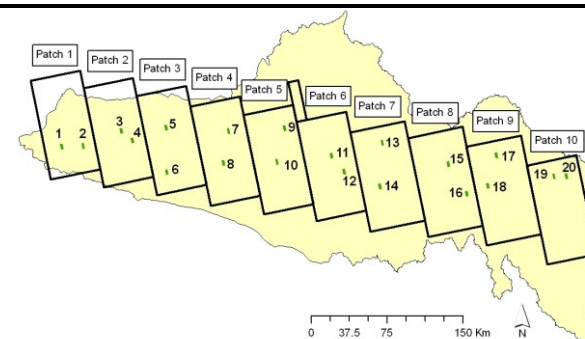 Patch 1
Patch 2
Patch 3
Patch 4
Patch 5
Patch 6
Patch 7
Patch 8
Patch 9
Patch 10
1 2
3
4
5
6
7
8
9
10
11
12
13
14
15
16
17
18
19 20
0 37.5 75 150 Km
N